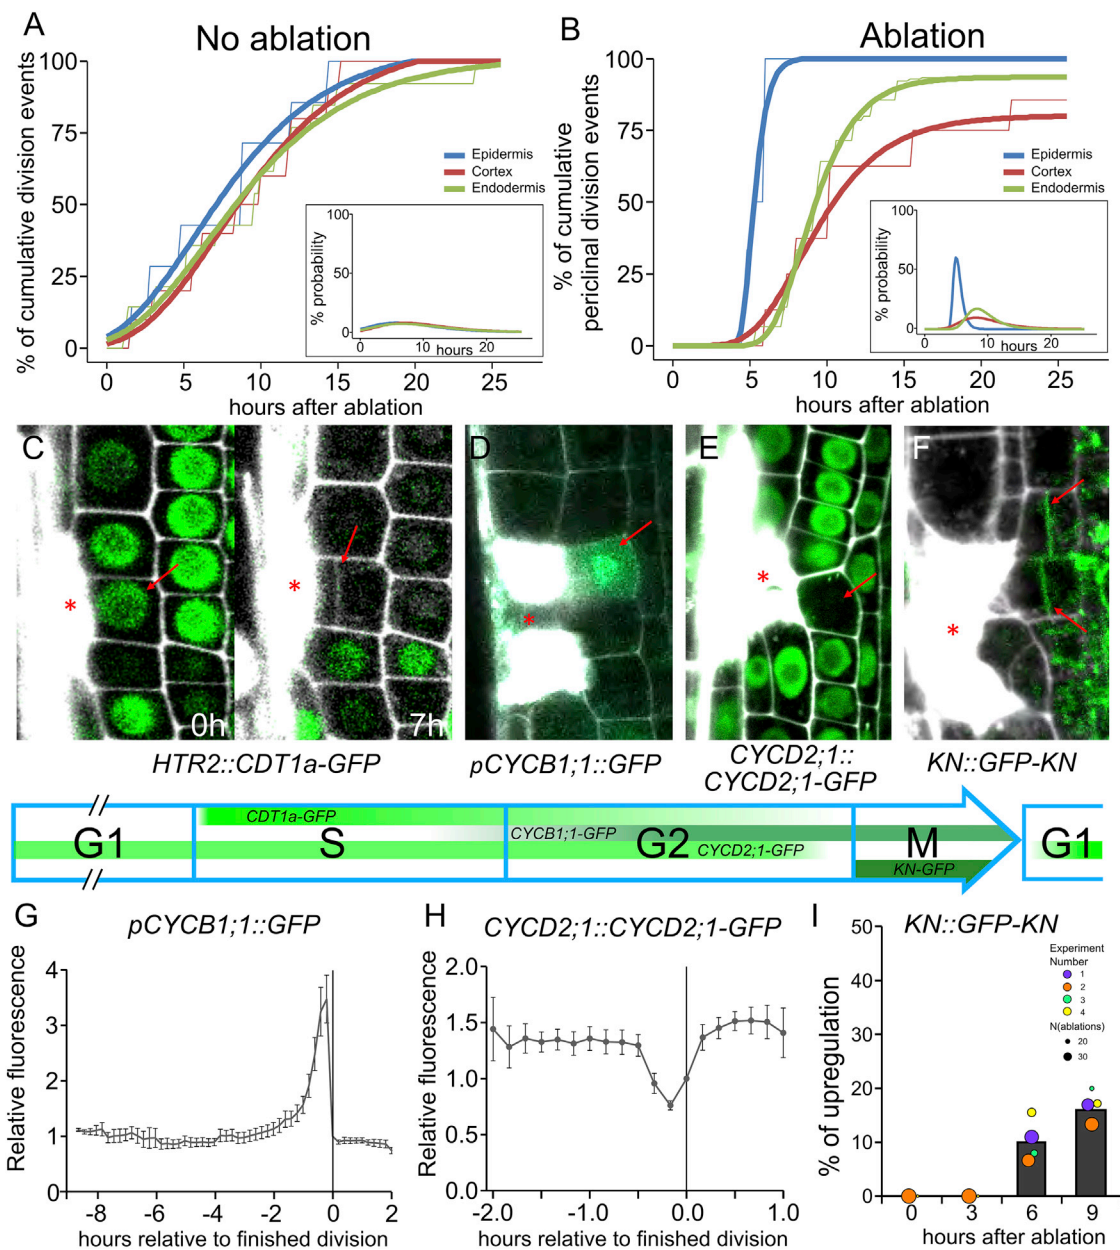 A
No ablation
% of cumulative division events
100
75
50
25
0
Epidermis
Cortex
Endodermis
% probability
100
50
0
0 10 20
hours
0 5 10 15 20 25
hours after ablation
B
Ablation
% of cumulative
periclinal division events
100
75
50
25
0
Epidermis
Cortex
Endodermis
% probability
100
50
0
0 10 20
hours
0 5 10 15 20 25
hours after ablation
C
*
0h
*
7h
D
*
E
*
F
*
HTR2::CDT1a-GFP
pCYCB1;1::GFP
CYCD2;1::
CYCD2;1-GFP
KN::GFP-KN
CDT1a-GFP
CYCB1;1-GFP
CYCD2;1-GFP
KN-GFP
G1 S G2 M G1
G
pCYCB1;1::GFP
Relative fluorescence
4
3
2
1
0
-8 -6 -4 -2 0 2
hours relative to finished division
H
CYCD2;1::CYCD2;1-GFP
Relative fluorescence
2.0
1.5
1.0
0.5
0.0
-2.0 -1.0 0.0 1.0
hours relative to finished division
I
KN::GFP-KN
% of upregulation
50
40
30
20
10
0
Experiment
Number
1
2
3
4
N(ablations)
20
30
0 3 6 9
hours after ablation